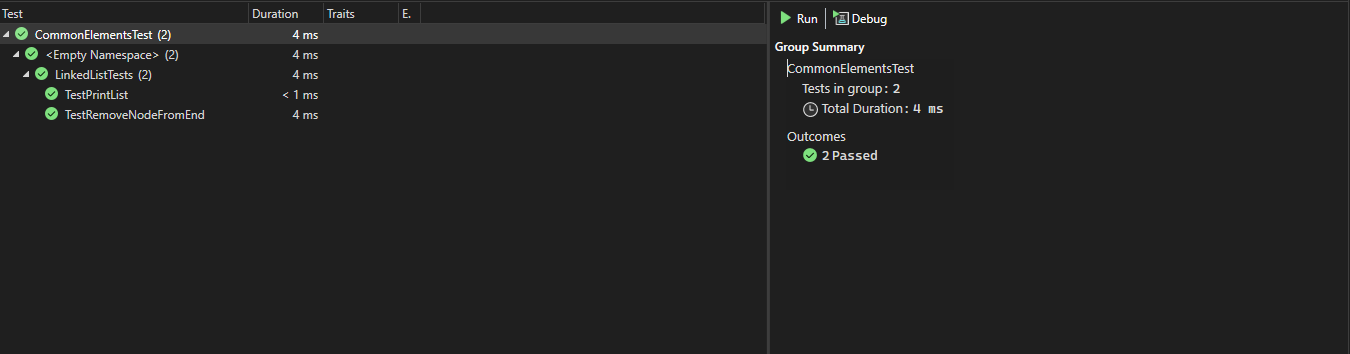 Test Duration Traits E.
CommonElementsTest (2) 4 ms
<Empty Namespace> (2) 4 ms
LinkedListTests (2) 4 ms
TestPrintList < 1 ms
TestRemoveNodeFromEnd 4 ms
Run Debug
Group Summary
CommonElementsTest
Tests in group: 2
Total Duration: 4 ms
Outcomes
2 Passed